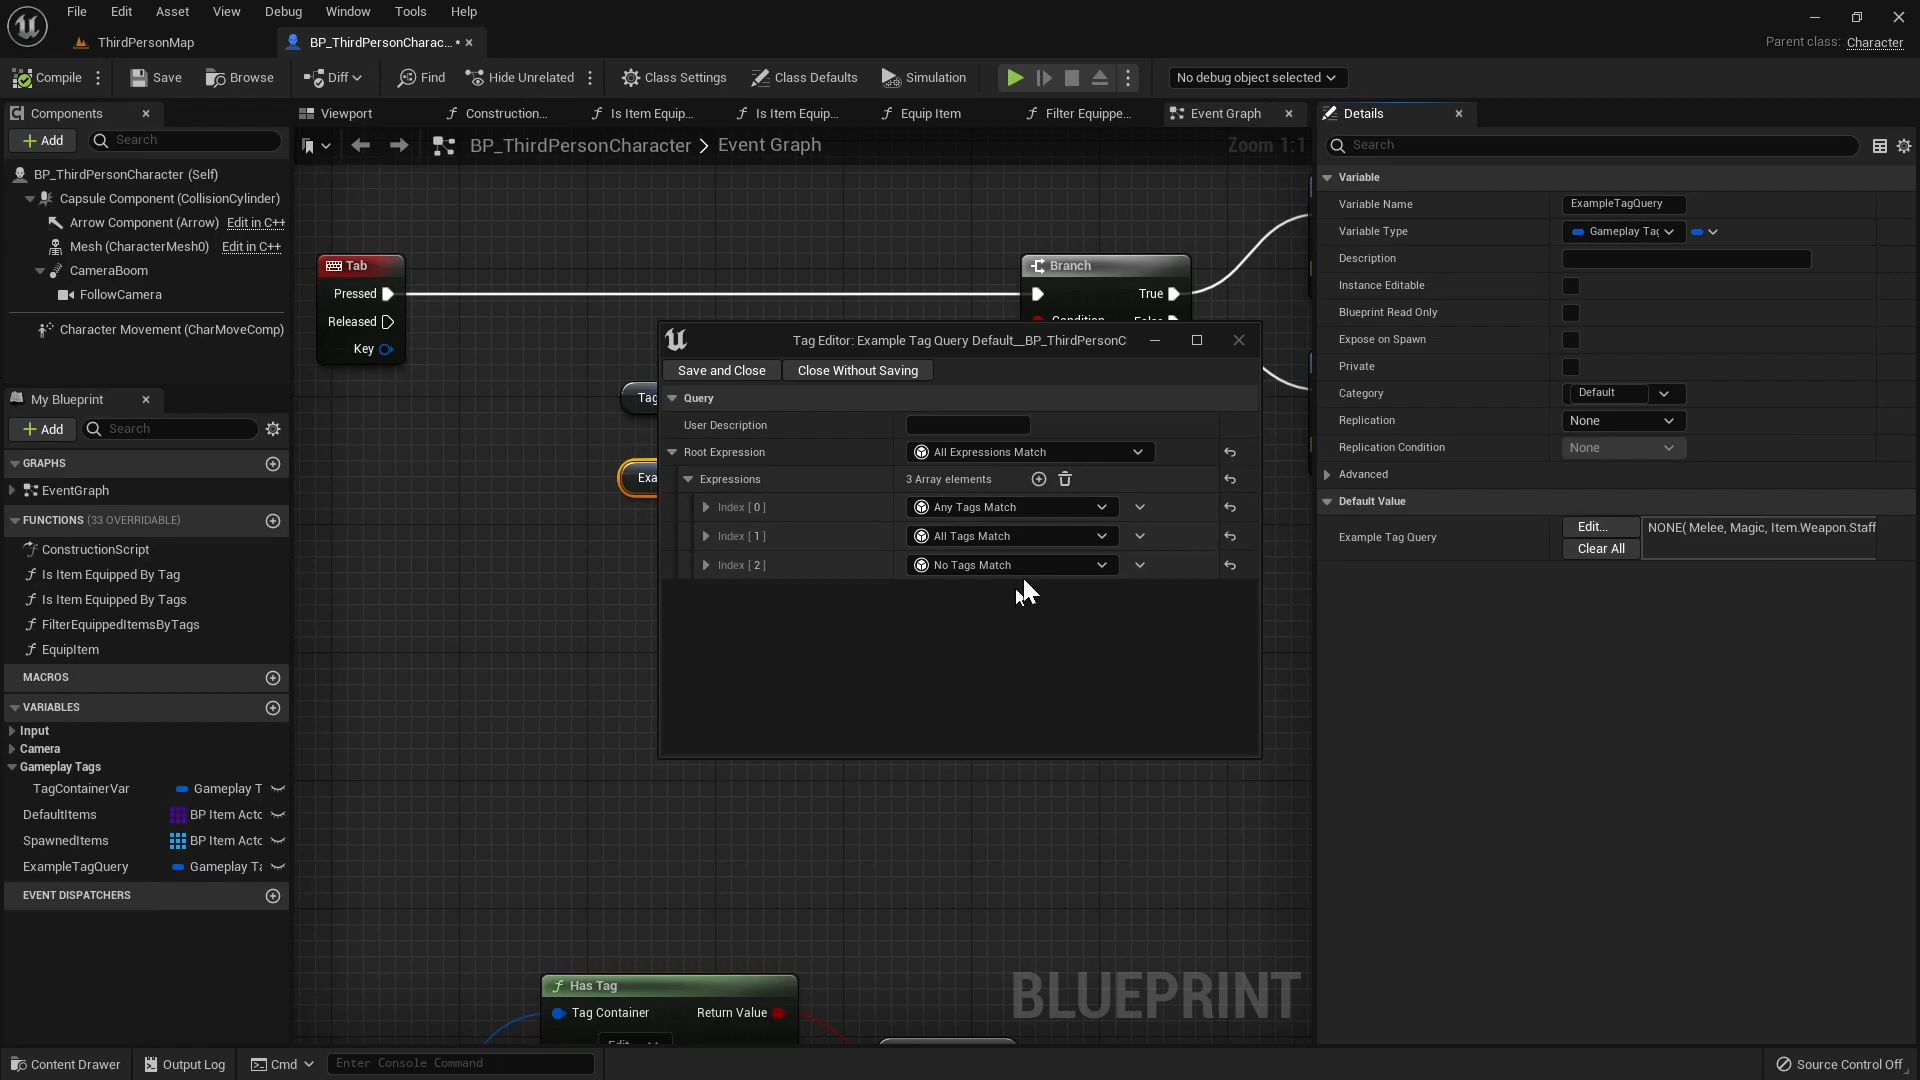 File Edit Asset View Debug Window Tools Help
ThirdPersonMap
BP_ThirdPersonCharac... •
Parent class: Character
Compile
Save
Browse
Diff
Find
Hide Unrelated
Class Settings
Class Defaults
Simulation
No debug object selected
Components
Add
Search
BP_ThirdPersonCharacter (Self)
Capsule Component (CollisionCylinder)
Arrow Component (Arrow) Edit in C++
Mesh (CharacterMesh0) Edit in C++
CameraBoom
FollowCamera
Character Movement (CharMoveComp)
My Blueprint
Add
Search
GRAPHS
EventGraph
FUNCTIONS (33 OVERRIDABLE)
ConstructionScript
Is Item Equipped By Tag
Is Item Equipped By Tags
FilterEquippedItemsByTags
EquipItem
MACROS
VARIABLES
Input
Camera
Gameplay Tags
TagContainerVar Gameplay T
DefaultItems BP Item Actc
SpawnedItems BP Item Actc
ExampleTagQuery Gameplay Ta
EVENT DISPATCHERS
Viewport
Construction...
Is Item Equip...
Is Item Equip...
Equip Item
Filter Equippe...
Event Graph
BP_ThirdPersonCharacter > Event Graph
Zoom 1:1
Tab
Pressed
Released
Key
Branch
True
Tag
Exa
Tag Editor: Example Tag Query Default__BP_ThirdPersonC
Save and Close
Close Without Saving
Query
User Description
Root Expression All Expressions Match
Expressions 3 Array elements
Index [ 0 ] Any Tags Match
Index [ 1 ] All Tags Match
Index [ 2 ] No Tags Match
Has Tag
Tag Container Return Value
BLUEPRINT
Details
Search
Variable
Variable Name ExampleTagQuery
Variable Type Gameplay Tag
Description
Instance Editable
Blueprint Read Only
Expose on Spawn
Private
Category Default
Replication None
Replication Condition None
Advanced
Default Value
Example Tag Query
Edit...
Clear All
NONE( Melee, Magic, Item.Weapon.Staff
Content Drawer
Output Log
Cmd
Enter Console Command
Source Control Off